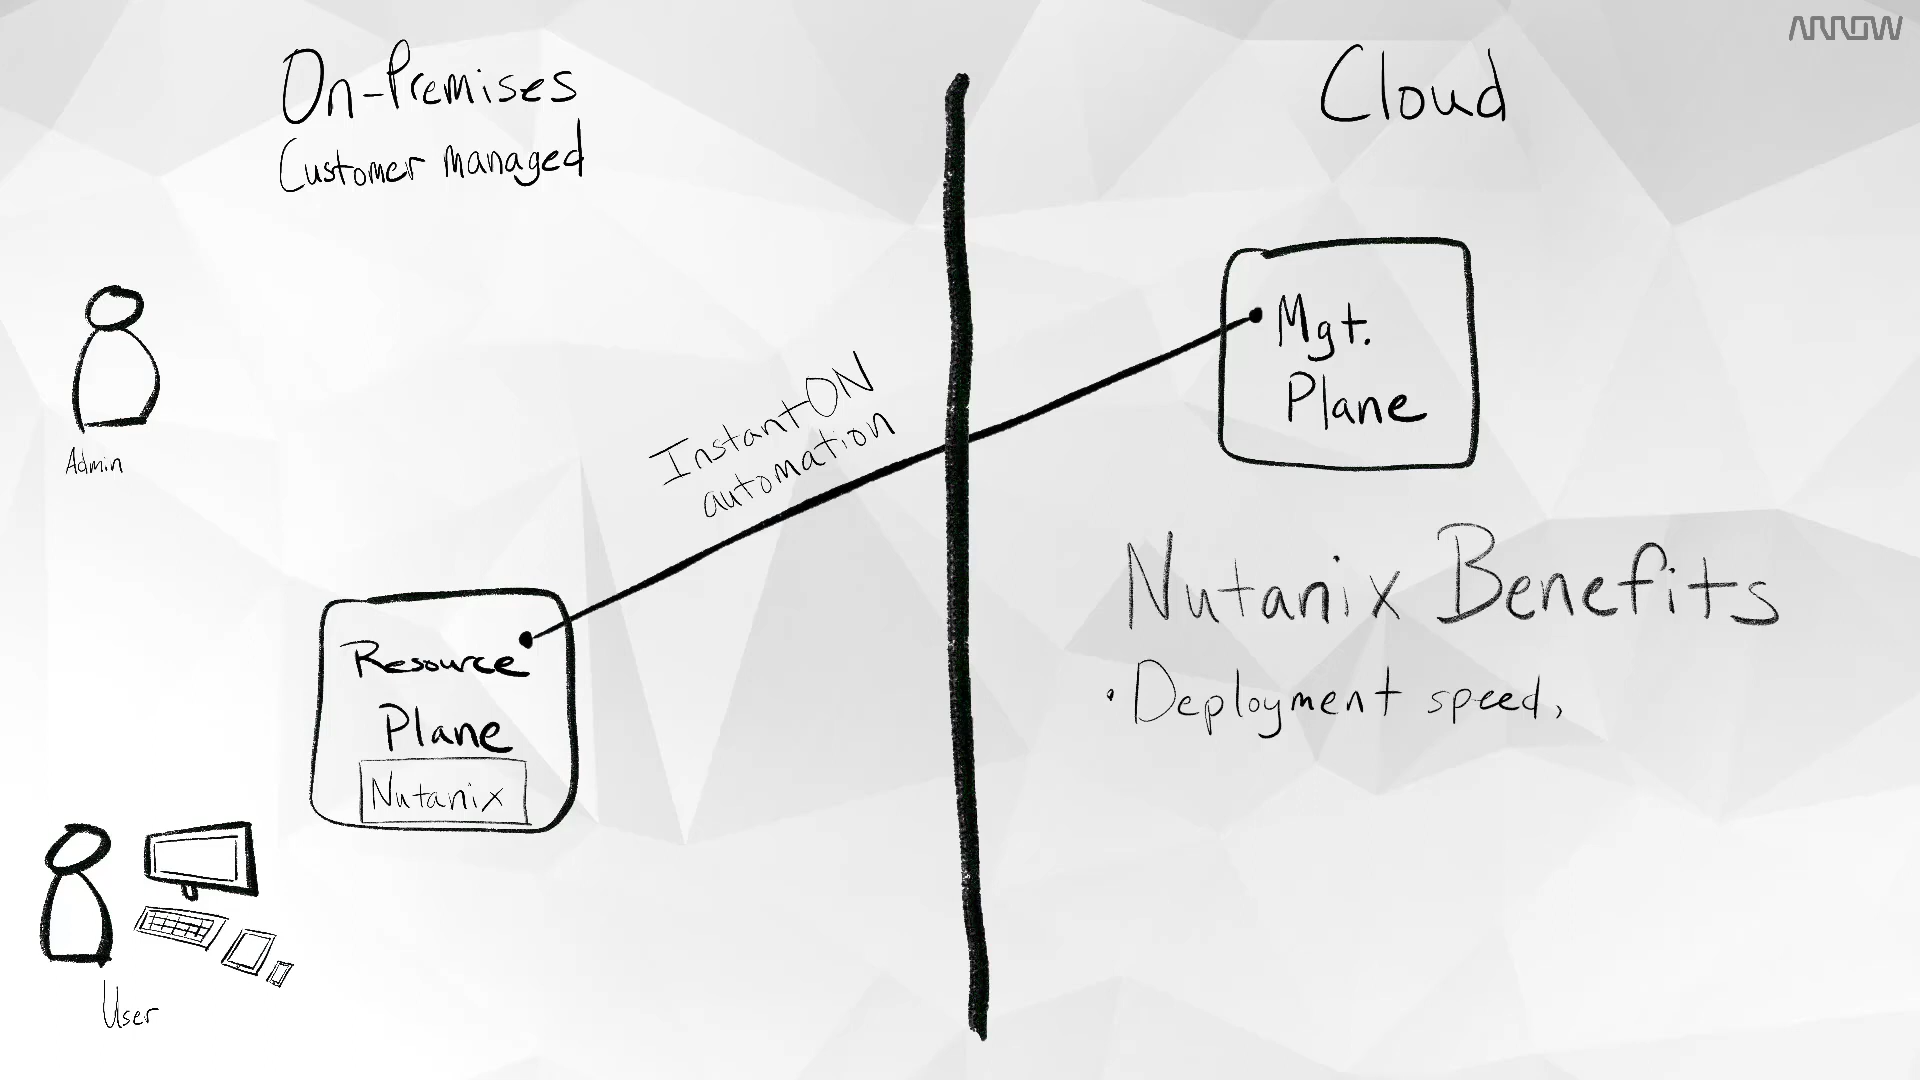 ARROW
On-Premises
Customer managed
Cloud
Admin
Mgt.
Plane
InstantON
automation
Resource
Plane
Nutanix
Nutanix Benefits
• Deployment speed,
User